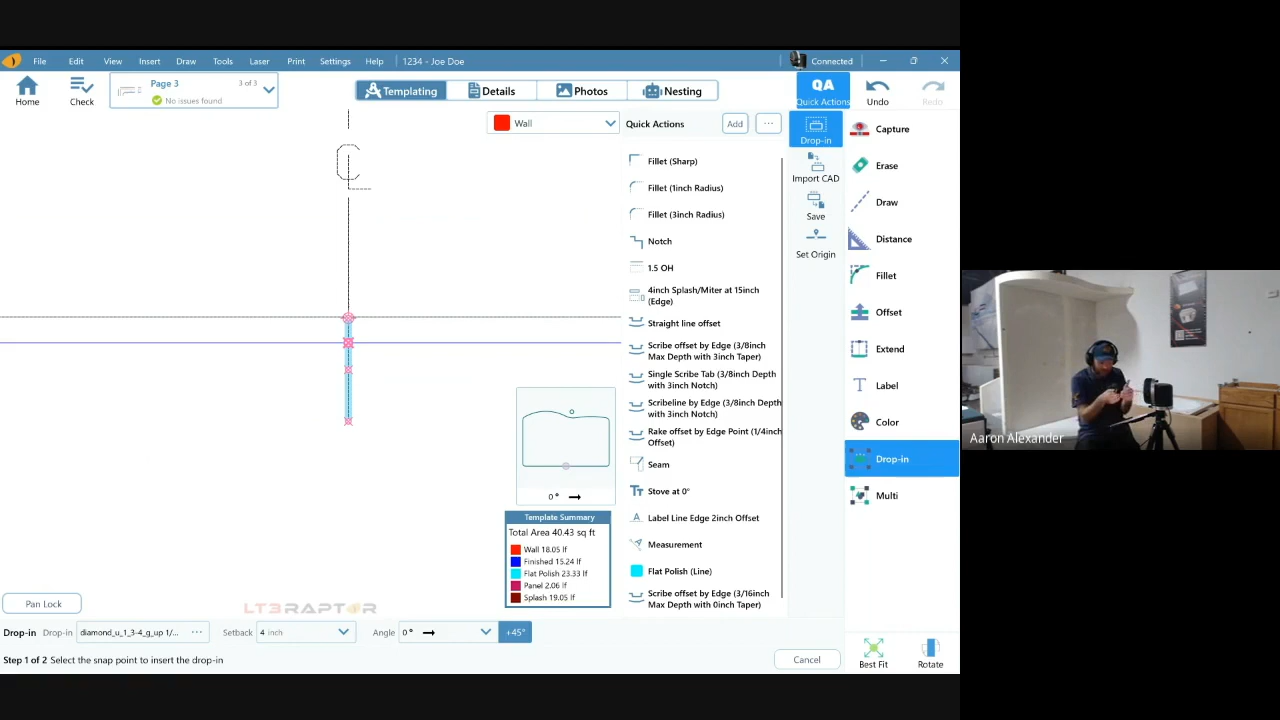 File Edit View Insert Draw Tools Laser Print Settings Help 1234 - Joe Doe Connected
Home
Check
Page 3
3 of 3
No issues found
Templating Details Photos Nesting
QA
Quick Actions
Undo
Redo
Wall
Quick Actions
Add
...
C
L
Fillet (Sharp)
Fillet (1inch Radius)
Fillet (3inch Radius)
Notch
1.5 OH
4inch Splash/Miter at 15inch
(Edge)
Straight line offset
Scribe offset by Edge (3/8inch
Max Depth with 3inch Taper)
Single Scribe Tab (3/8inch Depth
with 3inch Notch)
Scribeline by Edge (3/8inch Depth
with 3inch Notch)
Rake offset by Edge Point (1/4inch
Offset)
Seam
Stove at 0°
Label Line Edge 2inch Offset
Measurement
Flat Polish (Line)
Scribe offset by Edge (3/16inch
Max Depth with 0inch Taper)
Drop-in
Import CAD
Save
Set Origin
Capture
Erase
Draw
Distance
Fillet
Offset
Extend
Label
Color
Drop-in
Multi
Best Fit
Rotate
0°
Template Summary
Total Area 40.43 sq ft
Wall 18.05 lf
Finished 15.24 lf
Flat Polish 23.33 lf
Panel 2.06 lf
Splash 19.05 lf
Pan Lock
LT3RAPTOR
Drop-in Drop-in diamond_u_1_3-4_g_up 1/... ... Setback 4 inch Angle 0° +45°
Step 1 of 2 Select the snap point to insert the drop-in
Cancel
Aaron Alexander